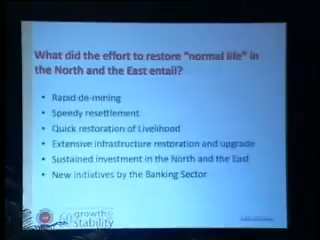 What did the effort to restore "normal life" in
the North and the East entail?
• Rapid de-mining
• Speedy resettlement
• Quick restoration of Livelihood
• Extensive infrastructure restoration and upgrade
• Sustained investment in the North and the East
• New initiatives by the Banking Sector
growth
stability